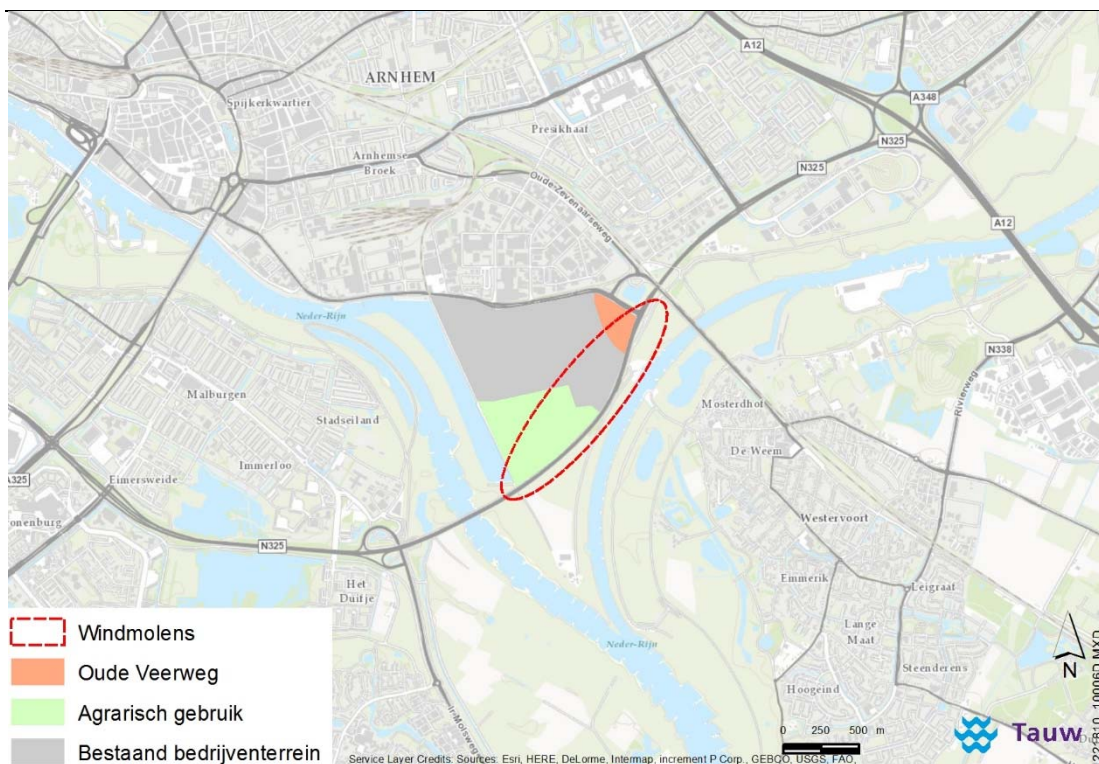 ARNHEM
Spijkerkwartier
Presikhaaf
Arnhemse
Broek
Oude-Zevenaarseweg
A12
A348
N325
N325
A12
Neder-Rijn
N338
Rivierweg
Malburgen
Stadseiland
Mosterdhof
De Weem
Immerloo
Eimersweide
A325
N325
Westervoort
Emmerik
Leigraaf
Het
Duifje
Lange
Maat
Neder-Rijn
Steenderens
Hoogeind
N
Windmolens
Oude Veerweg
Agrarisch gebruik
Bestaand bedrijventerrein
0 250 500 m
Tauw
Service Layer Credits: Sources: Esri, HERE, DeLorme, Intermap, increment P Corp., GEBCO, USGS, FAO,